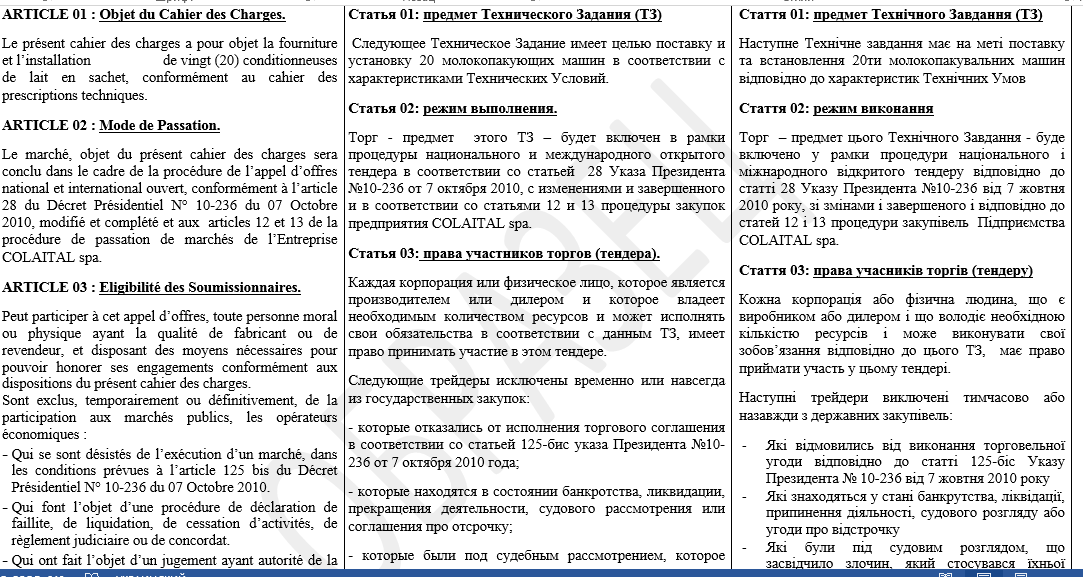 ARTICLE 01 : Objet du Cahier des Charges.
Le présent cahier des charges a pour objet la fourniture
et l’installation de vingt (20) conditionneuses
de lait en sachet, conformément au cahier des
prescriptions techniques.
ARTICLE 02 : Mode de Passation.
Le marché, objet du présent cahier des charges sera
conclu dans le cadre de la procédure de l’appel d’offres
national et international ouvert, conformément à l’article
28 du Décret Présidentiel N° 10-236 du 07 Octobre
2010, modifié et complété et aux articles 12 et 13 de la
procédure de passation de marchés de l’Entreprise
COLAITAL spa.
ARTICLE 03 : Eligibilité des Soumissionnaires.
Peut participer à cet appel d’offres, toute personne moral
ou physique ayant la qualité de fabricant ou de
revendeur, et disposant des moyens nécessaires pour
pouvoir honorer ses engagements conformément aux
dispositions du présent cahier des charges.
Sont exclus, temporairement ou définitivement, de la
participation aux marchés publics, les opérateurs
économiques :
- Qui se sont désistés de l’exécution d’un marché, dans
les conditions prévues à l’article 125 bis du Décret
Présidentiel N° 10-236 du 07 Octobre 2010.
- Qui font l’objet d’une procédure de déclaration de
faillite, de liquidation, de cessation d’activités, de
règlement judiciaire ou de concordat.
- Qui ont fait l’objet d’un jugement ayant autorité de la
Статья 01: предмет Технического Задания (ТЗ)
Следующее Техническое Задание имеет целью поставку и
установку 20 молокопакующих машин в соответствии с
характеристиками Технических Условий.
Статья 02: режим выполнения.
Торг - предмет этого ТЗ – будет включен в рамки
процедуры национального и международного открытого
тендера в соответствии со статьей 28 Указа Президента
№10-236 от 7 октября 2010, с изменениями и завершенного
и в соответствии со статьями 12 и 13 процедуры закупок
предприятия COLAITAL spa.
Статья 03: права участников торгов (тендера).
Каждая корпорация или физическое лицо, которое является
производителем или дилером и которое владеет
необходимым количеством ресурсов и может исполнять
свои обязательства в соответствии с данным ТЗ, имеет
право принимать участие в этом тендере.
Следующие трейдеры исключены временно или навсегда
из государственных закупок:
- которые отказались от исполнения торгового соглашения
в соответствии со статьей 125-бис указа Президента №10-
236 от 7 октября 2010 года;
- которые находятся в состоянии банкротства, ликвидации,
прекращения деятельности, судового рассмотрения или
соглашения про отсрочку;
- которые были под судебным рассмотрением, которое
Стаття 01: предмет Технічного Завдання (ТЗ)
Наступне Технічне завдання має на меті поставку
та встановлення 20ти молокопакувальних машин
відповідно до характеристик Технічних Умов
Стаття 02: режим виконання
Торг – предмет цього Технічного Завдання - буде
включено у рамки процедури національного і
міжнародного відкритого тендеру відповідно до
статті 28 Указу Президента №10-236 від 7 жовтня
2010 року, зі змінами і завершеного і відповідно до
статей 12 і 13 процедури закупівель Підприємства
COLAITAL spa.
Стаття 03: права учасників торгів (тендеру)
Кожна корпорація або фізична людина, що є
виробником або дилером і що володіє необхідною
кількістю ресурсів і може виконувати свої
зобов’язання відповідно до цього ТЗ, має право
приймати участь у цьому тендері.
Наступні трейдери виключені тимчасово або
назавжди з державних закупівель:
- Які відмовились від виконання торговельної
угоди відповідно до статті 125-біс Указу
Президента № 10-236 від 7 жовтня 2010 року
- Які знаходяться у стані банкрутства, ліквідації,
припинення діяльності, судового розгляду або
угоди про відстрочку
- Які були під судовим розглядом, що
засвідчило злочин, який стосувався їхньої